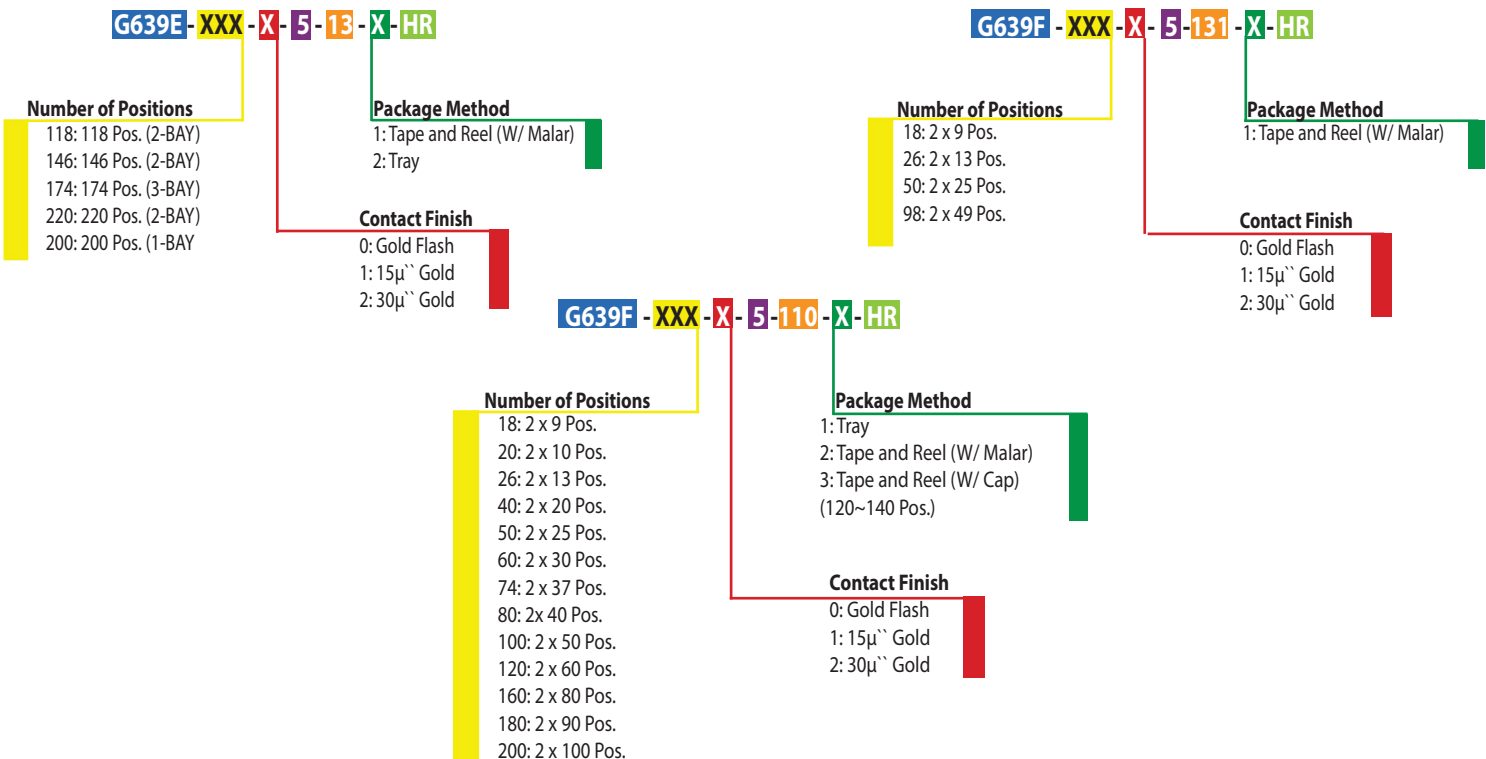 G639E - XXX - X - 5 - 13 - X - HR
Number of Positions
118: 118 Pos. (2-BAY)
146: 146 Pos. (2-BAY)
174: 174 Pos. (3-BAY)
220: 220 Pos. (2-BAY)
200: 200 Pos. (1-BAY
Package Method
1: Tape and Reel (W/ Malar)
2: Tray
Contact Finish
0: Gold Flash
1: 15µ`` Gold
2: 30µ`` Gold
G639F - XXX - X - 5 - 131 - X - HR
Number of Positions
18: 2 x 9 Pos.
26: 2 x 13 Pos.
50: 2 x 25 Pos.
98: 2 x 49 Pos.
Package Method
1: Tape and Reel (W/ Malar)
Contact Finish
0: Gold Flash
1: 15µ`` Gold
2: 30µ`` Gold
G639F - XXX - X - 5 - 110 - X - HR
Number of Positions
18: 2 x 9 Pos.
20: 2 x 10 Pos.
26: 2 x 13 Pos.
40: 2 x 20 Pos.
50: 2 x 25 Pos.
60: 2 x 30 Pos.
74: 2 x 37 Pos.
80: 2x 40 Pos.
100: 2 x 50 Pos.
120: 2 x 60 Pos.
160: 2 x 80 Pos.
180: 2 x 90 Pos.
200: 2 x 100 Pos.
Package Method
1: Tray
2: Tape and Reel (W/ Malar)
3: Tape and Reel (W/ Cap)
(120~140 Pos.)
Contact Finish
0: Gold Flash
1: 15µ`` Gold
2: 30µ`` Gold